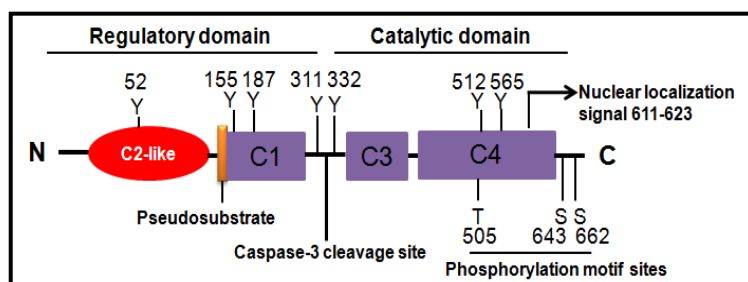 Regulatory domain Catalytic domain
52 155 187 311 332 512 565
Y Y Y Y Y Y Y
Nuclear localization
signal 611-623
N C2-like C1 C3 C4 C
Pseudosubstrate
T S S
505 643 662
Caspase-3 cleavage site
Phosphorylation motif sites